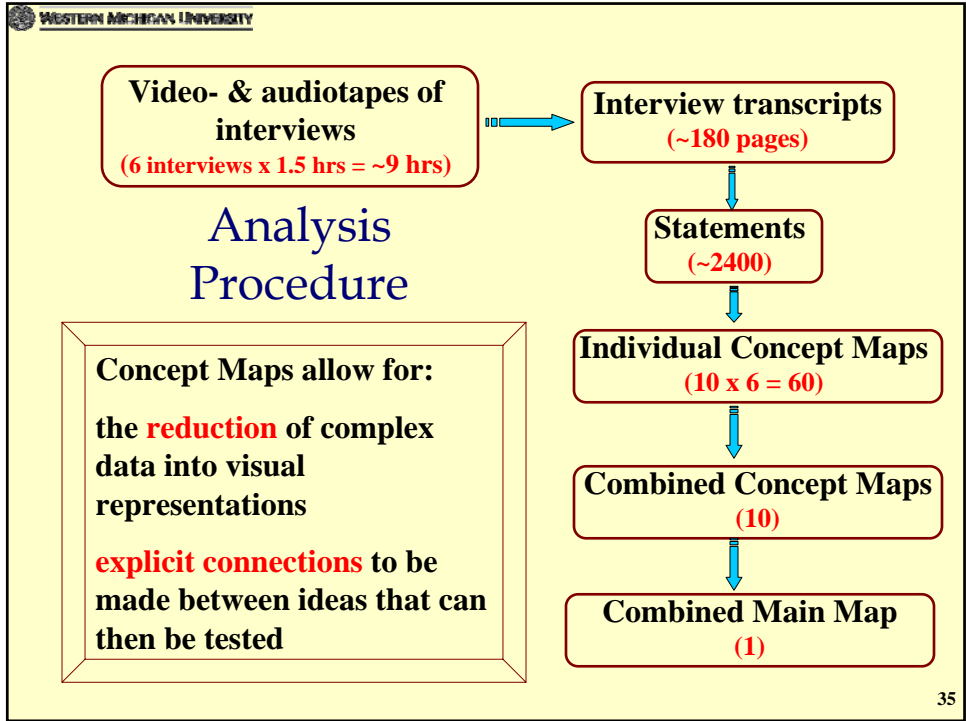 WESTERN MICHIGAN UNIVERSITY
Video- & audiotapes of
interviews
(6 interviews x 1.5 hrs = ~9 hrs)
Interview transcripts
(~180 pages)
Analysis
Procedure
Statements
(~2400)
Individual Concept Maps
(10 x 6 = 60)
Combined Concept Maps
(10)
Combined Main Map
(1)
Concept Maps allow for:
the reduction of complex
data into visual
representations
explicit connections to be
made between ideas that can
then be tested
35